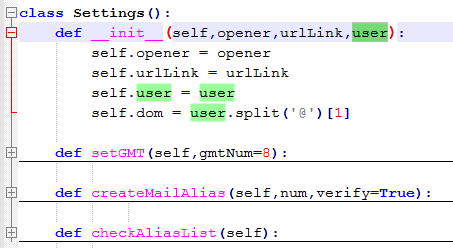 class Settings():
def __init__(self,opener,urlLink,user):
self.opener = opener
self.urlLink = urlLink
self.user = user
self.dom = user.split('@')[1]
def setGMT(self,gmtNum=8):
def createMailAlias(self,num,verify=True):
def checkAliasList(self):